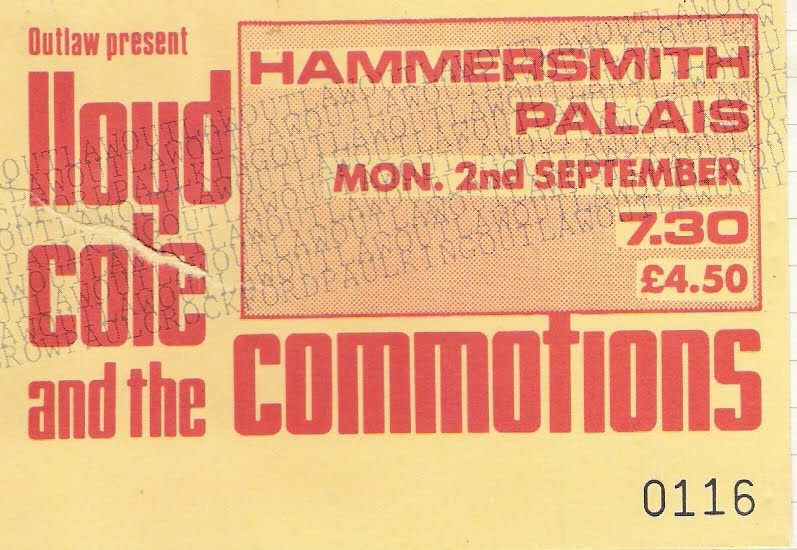 Outlaw present
lloyd
cole
and the commotions
HAMMERSMITH
PALAIS
MON. 2nd SEPTEMBER
7.30
£4.50
0116